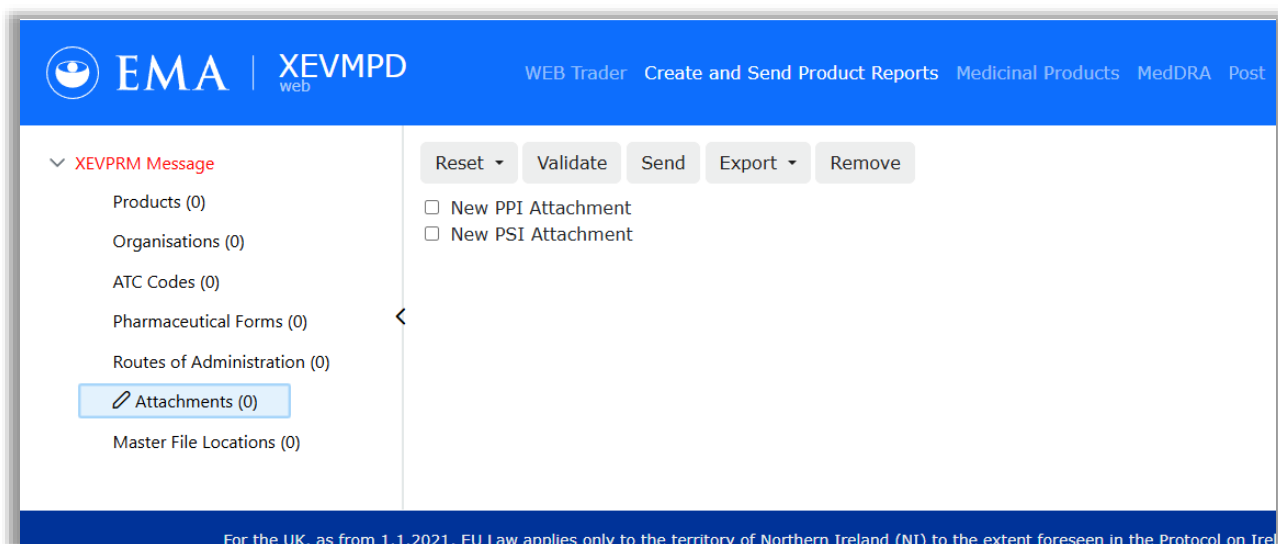 EMA | XEVMPD
web
WEB Trader Create and Send Product Reports Medicinal Products MedDRA Post
XEVPRM Message
Products (0)
Organisations (0)
ATC Codes (0)
Pharmaceutical Forms (0)
Routes of Administration (0)
Attachments (0)
Master File Locations (0)
Reset Validate Send Export Remove
New PPI Attachment
New PSI Attachment
For the UK, as from 1.1.2021, EU Law applies only to the territory of Northern Ireland (NI) to the extent foreseen in the Protocol on Irel